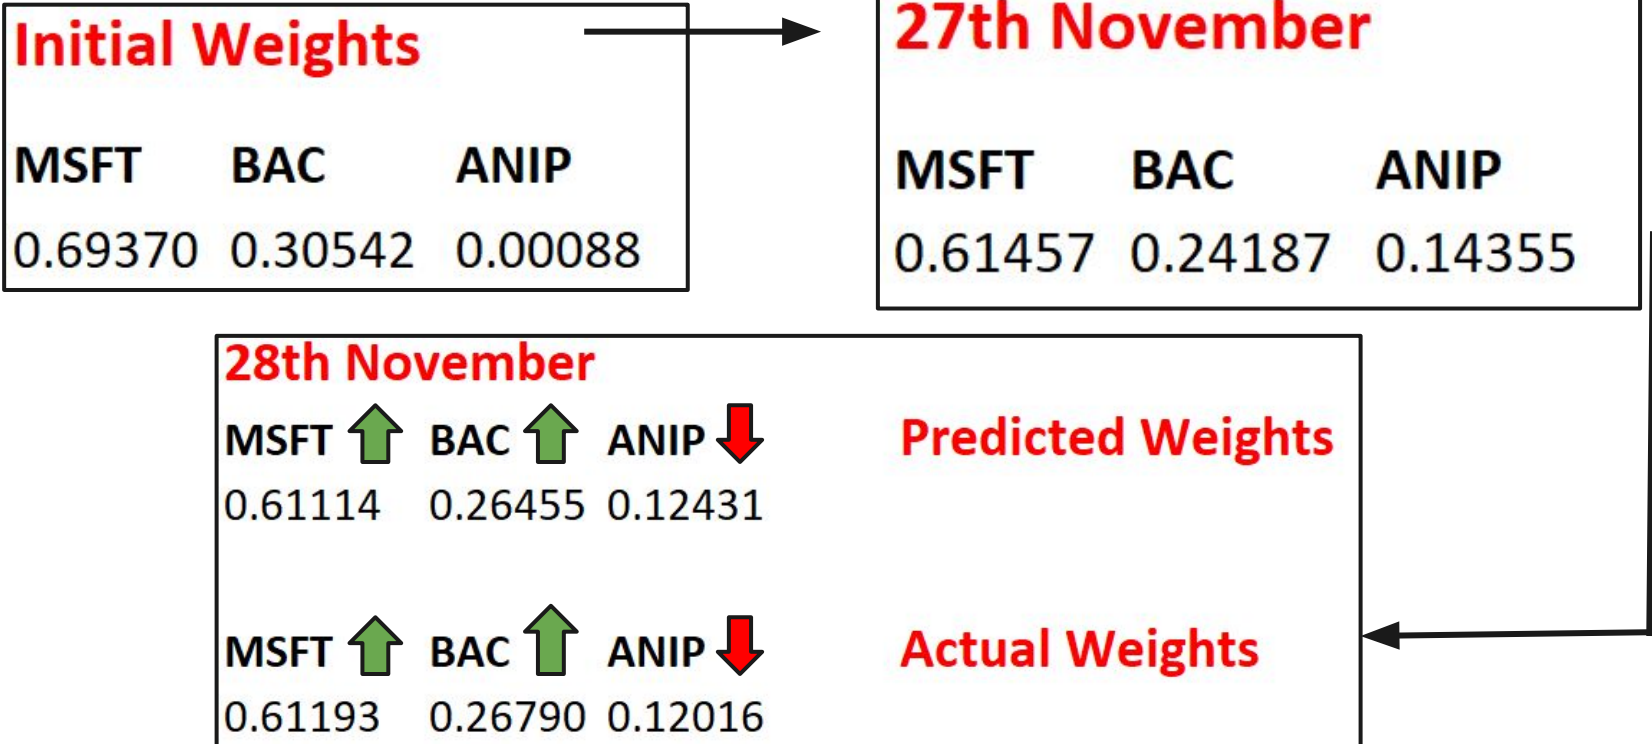 Initial Weights
MSFT BAC ANIP
0.69370 0.30542 0.00088
27th November
MSFT BAC ANIP
0.61457 0.24187 0.14355
28th November
MSFT BAC ANIP Predicted Weights
0.61114 0.26455 0.12431
MSFT BAC ANIP Actual Weights
0.61193 0.26790 0.12016